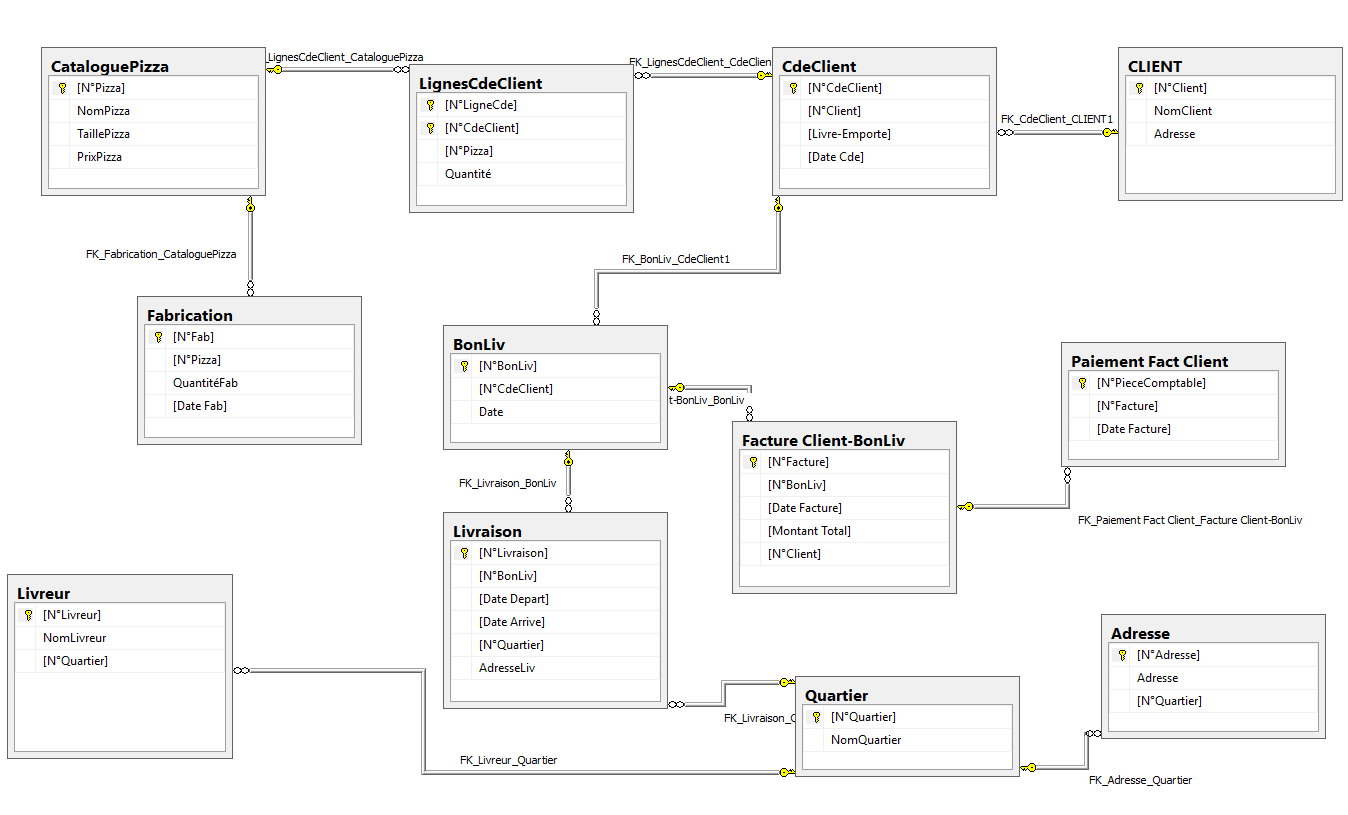 _LignesCdeClient_CataloguePizza
FK_LignesCdeClient_CdeClien
CataloguePizza
[N°Pizza]
NomPizza
TaillePizza
PrixPizza
LignesCdeClient
[N°LigneCde]
[N°CdeClient]
[N°Pizza]
Quantité
CdeClient
[N°CdeClient]
[N°Client]
[Livre-Emporte]
[Date Cde]
FK_CdeClient_CLIENT1
CLIENT
[N°Client]
NomClient
Adresse
FK_Fabrication_CataloguePizza
FK_BonLiv_CdeClient1
Fabrication
[N°Fab]
[N°Pizza]
QuantitéFab
[Date Fab]
BonLiv
[N°BonLiv]
[N°CdeClient]
Date
t-BonLiv_BonLiv
Paiement Fact Client
[N°PieceComptable]
[N°Facture]
[Date Facture]
Facture Client-BonLiv
[N°Facture]
[N°BonLiv]
[Date Facture]
[Montant Total]
[N°Client]
FK_Paiement Fact Client_Facture Client-BonLiv
FK_Livraison_BonLiv
Livraison
[N°Livraison]
[N°BonLiv]
[Date Depart]
[Date Arrive]
[N°Quartier]
AdresseLiv
Livreur
[N°Livreur]
NomLivreur
[N°Quartier]
FK_Livraison_Q
Quartier
[N°Quartier]
NomQuartier
Adresse
[N°Adresse]
Adresse
[N°Quartier]
FK_Livreur_Quartier
FK_Adresse_Quartier